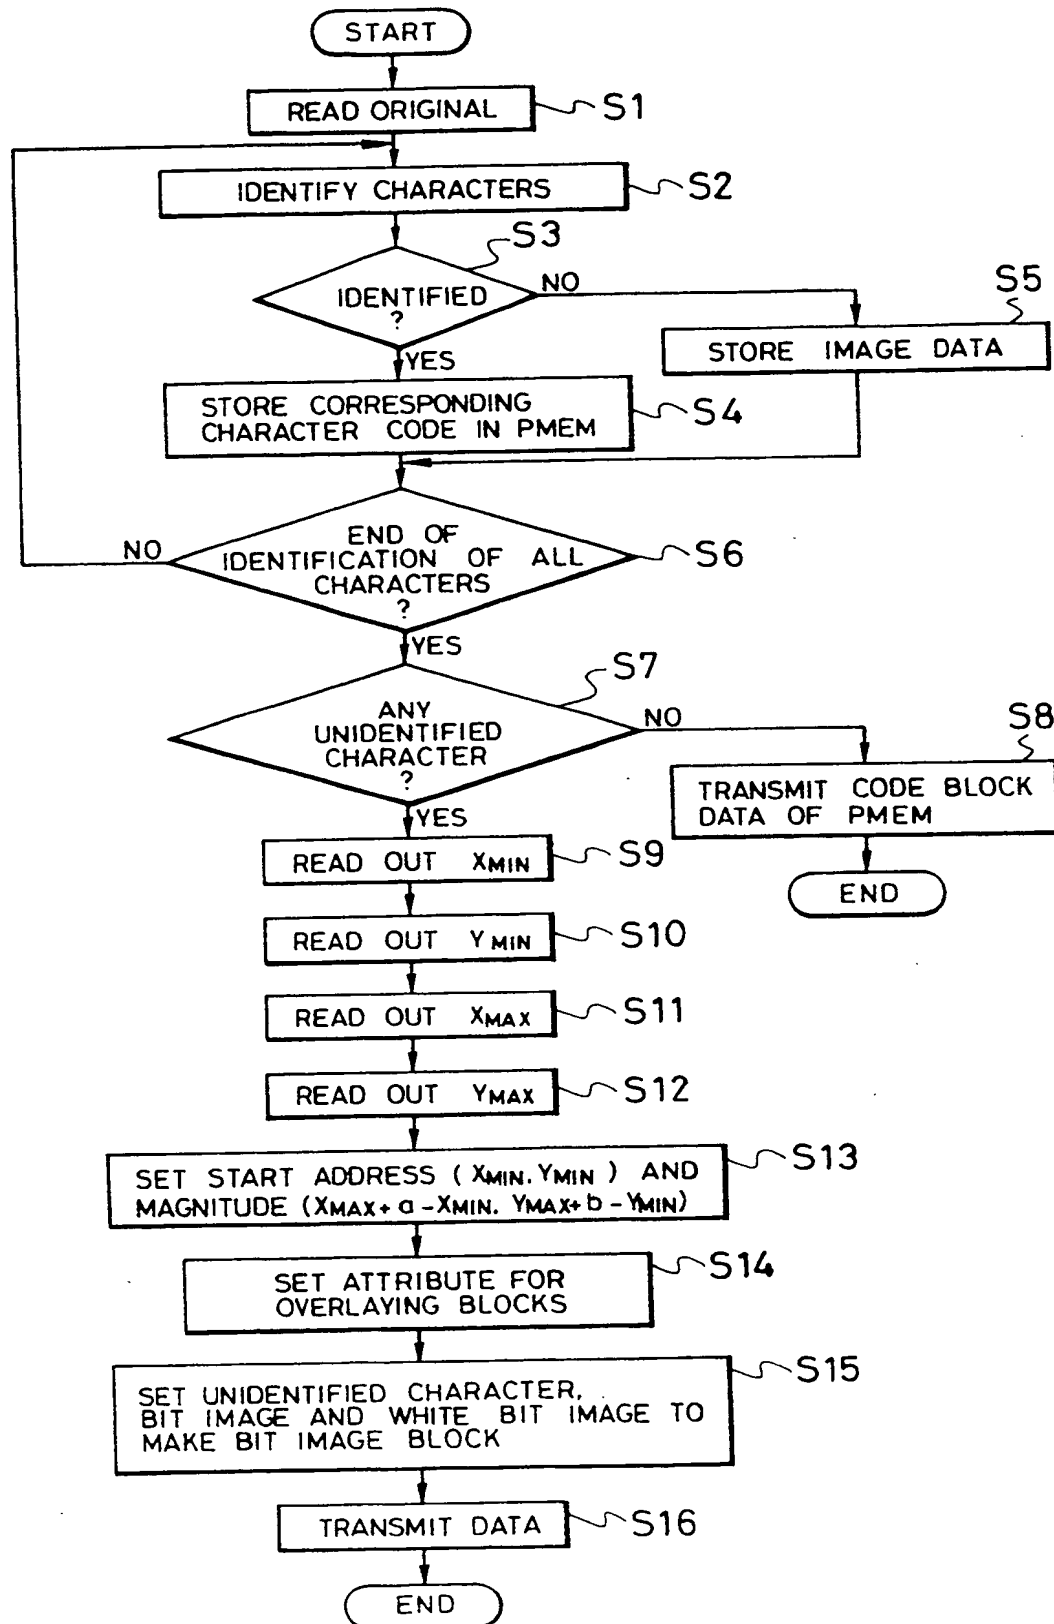 START
READ ORIGINAL
S1
IDENTIFY CHARACTERS
S2
S3
IDENTIFIED
?
NO
YES
S5
STORE IMAGE DATA
STORE CORRESPONDING
CHARACTER CODE IN PMEM
S4
END OF
IDENTIFICATION OF ALL
CHARACTERS
?
NO
S6
YES
S7
ANY
UNIDENTIFIED
CHARACTER
?
NO
YES
S8
TRANSMIT CODE BLOCK
DATA OF PMEM
END
READ OUT XMIN
S9
READ OUT YMIN
S10
READ OUT XMAX
S11
READ OUT YMAX
S12
SET START ADDRESS (XMIN, YMIN) AND
MAGNITUDE (XMAX+a-XMIN, YMAX+b-YMIN)
S13
SET ATTRIBUTE FOR
OVERLAYING BLOCKS
S14
SET UNIDENTIFIED CHARACTER,
BIT IMAGE AND WHITE BIT IMAGE TO
MAKE BIT IMAGE BLOCK
S15
TRANSMIT DATA
S16
END